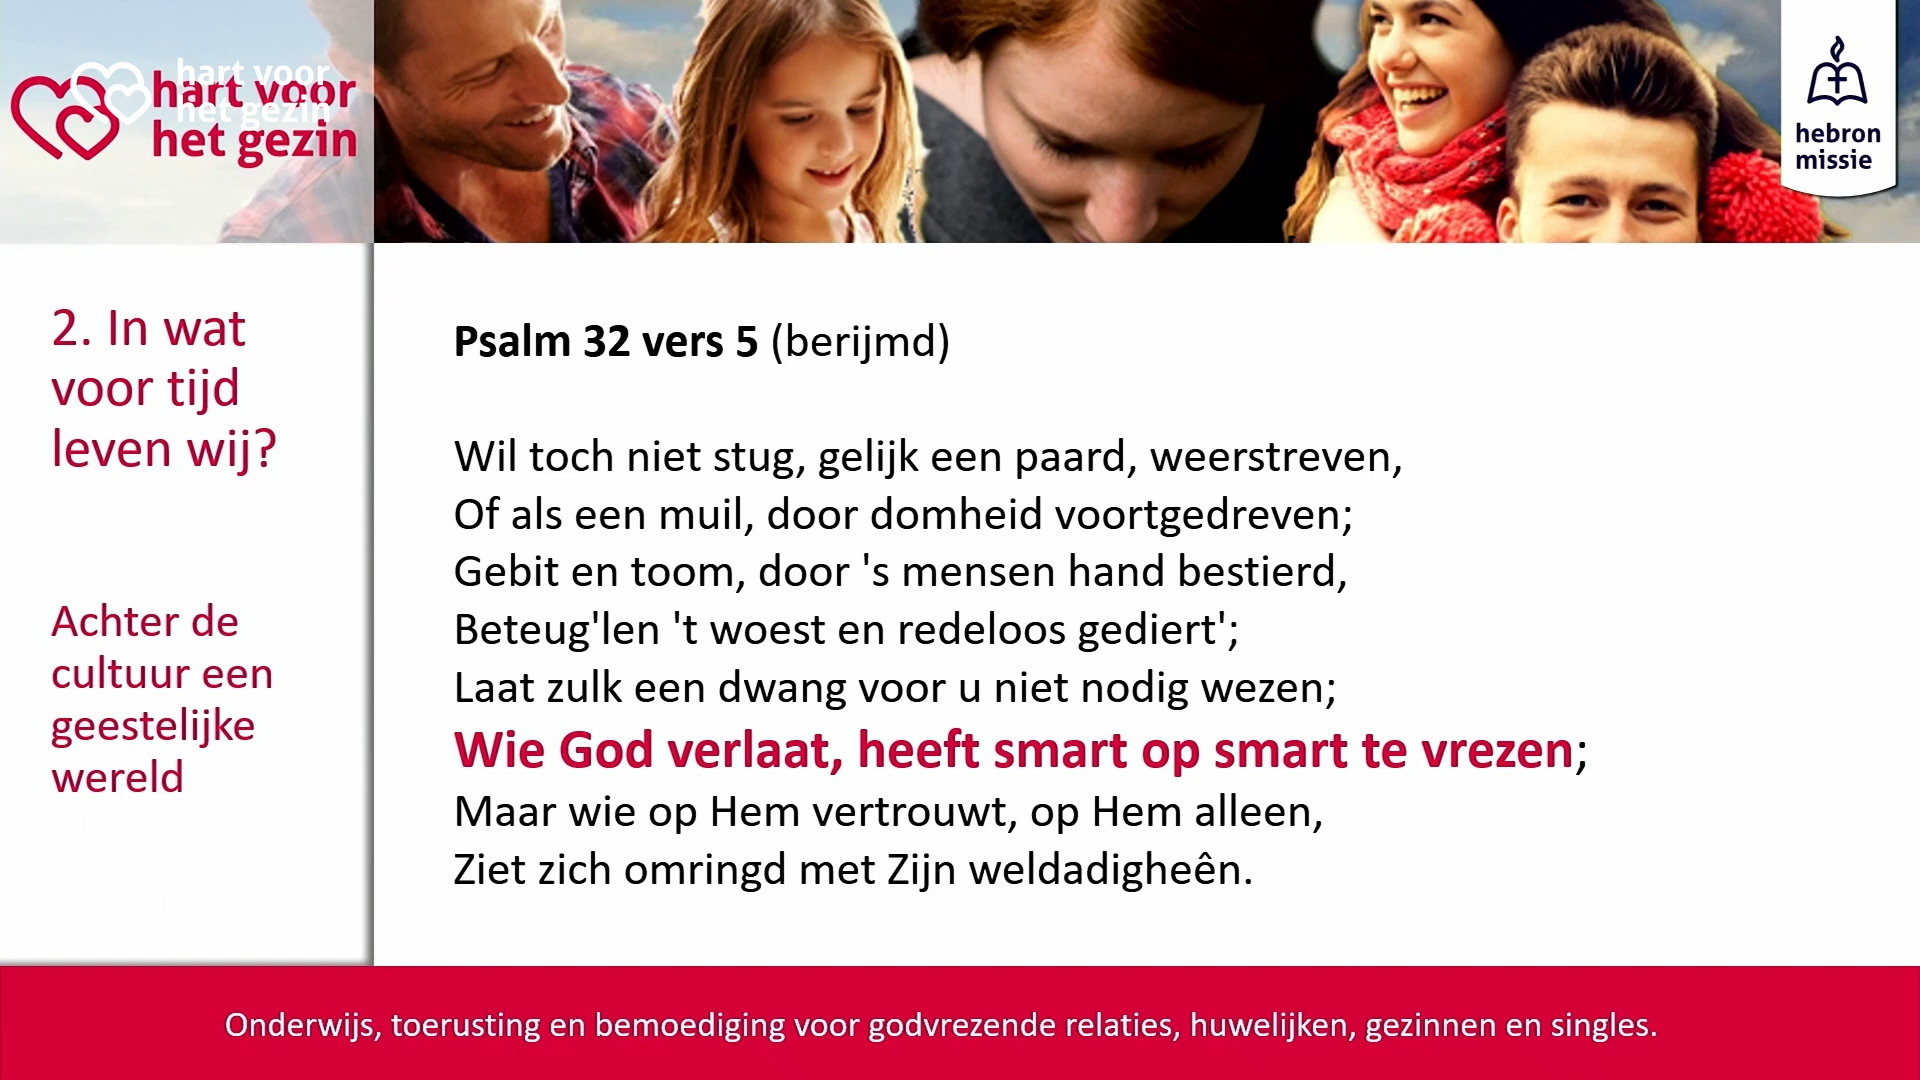 hart voor
het gezin
hart voor
het gezin
hebron
missie
2. In wat
voor tijd
leven wij?
Achter de
cultuur een
geestelijke
wereld
Psalm 32 vers 5 (berijmd)
Wil toch niet stug, gelijk een paard, weerstreven,
Of als een muil, door domheid voortgedreven;
Gebit en toom, door 's mensen hand bestierd,
Beteug'len 't woest en redeloos gediert';
Laat zulk een dwang voor u niet nodig wezen;
Wie God verlaat, heeft smart op smart te vrezen;
Maar wie op Hem vertrouwt, op Hem alleen,
Ziet zich omringd met Zijn weldadigheên.
Onderwijs, toerusting en bemoediging voor godvrezende relaties, huwelijken, gezinnen en singles.